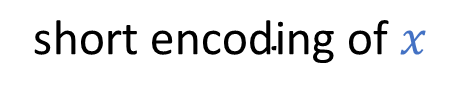 short encoding of x